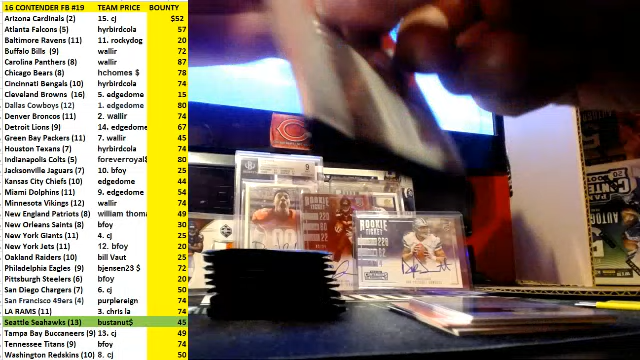 16 CONTENDER FB #19 TEAM PRICE BOUNTY
Arizona Cardinals (2) 15. cj $52
Atlanta Falcons (5) hyrbirdcola 57
Baltimore Ravens (11) 11. rockydog 20
Buffalo Bills (9) wallir 72
Carolina Panthers (8) wallir 87
Chicago Bears (8) hchomes $ 78
Cincinnati Bengals (10) hyrbirdcola 74
Cleveland Browns (16) 5. edgedome 15
Dallas Cowboys (12) 1. edgedome 80
Denver Broncos (11) 2. wallir 74
Detroit Lions (9) 14. edgedome 67
Green Bay Packers (11) 7. wallir 45
Houston Texans (7) hyrbirdcola 74
Indianapolis Colts (5) foreverroyal$ 80
Jacksonville Jaguars (7) 10. bfoy 25
Kansas City Chiefs (10) edgedome 44
Miami Dolphins (11) 9. edgedome 54
Minnesota Vikings (12) wallir 74
New England Patriots (8) william thoma 49
New Orleans Saints (8) bfoy 30
New York Giants (11) 4. cj 50
New York Jets (11) 12. bfoy 20
Oakland Raiders (10) bill Vaut 25
Philadelphia Eagles (9) bjensen23 $ 72
Pittsburgh Steelers (6) bfoy 20
San Diego Chargers (7) 6. cj 50
San Francisco 49ers (4) purplereign 74
LA RAMS (11) 3. chris la 74
Seattle Seahawks (13) bustanut$ 45
Tampa Bay Buccaneers (9) 13. cj 49
Tennessee Titans (9) bfoy 74
Washington Redskins (10) 8. cj 50
9
ROOKIE
TICKET
ROOKIE
TICKET